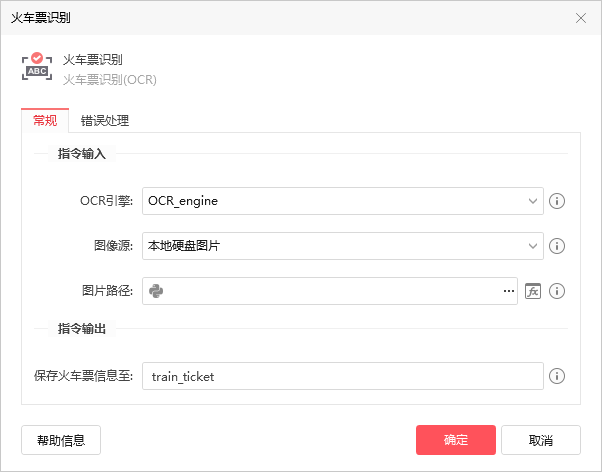 火车票识别
火车票识别
火车票识别(OCR)
ABC
常规 错误处理
指令输入
OCR引擎: OCR_engine
图像源: 本地硬盘图片
图片路径: ... fx
指令输出
保存火车票信息至: train_ticket
帮助信息 确定 取消